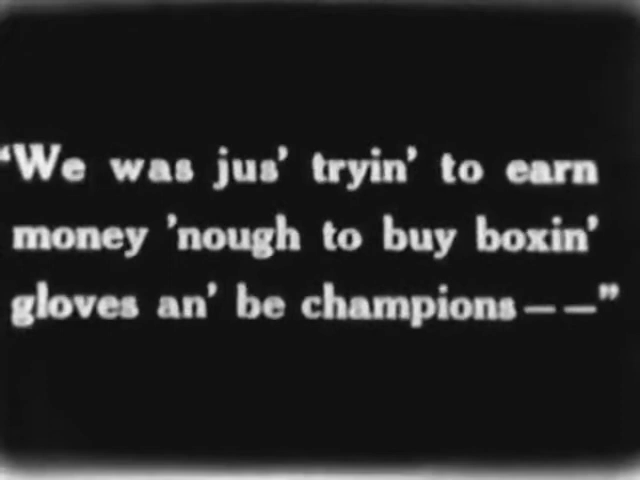 “We was jus’ tryin’ to earn
money ’nough to buy boxin’
gloves an’ be champions——”